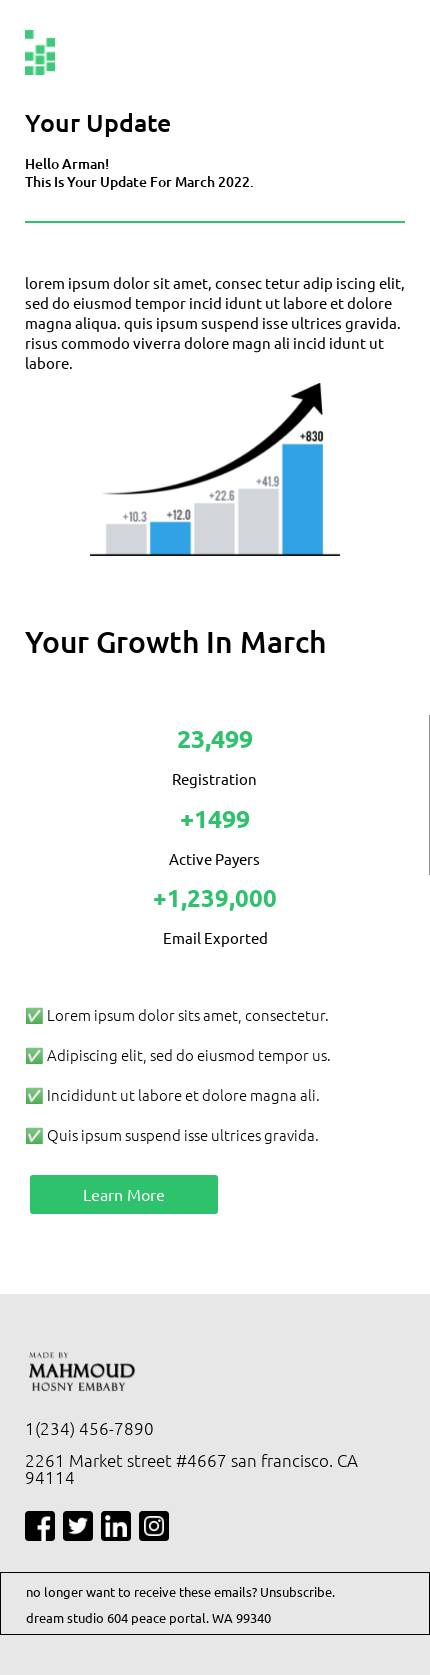 Your Update
Hello Arman!
This Is Your Update For March 2022.
lorem ipsum dolor sit amet, consec tetur adip iscing elit,
sed do eiusmod tempor incid idunt ut labore et dolore
magna aliqua. quis ipsum suspend isse ultrices gravida.
risus commodo viverra dolore magn ali incid idunt ut
labore.
+830
+41.9
+22.6
+12.0
+10.3
Your Growth In March
23,499
Registration
+1499
Active Payers
+1,239,000
Email Exported
✅ Lorem ipsum dolor sits amet, consectetur.
✅ Adipiscing elit, sed do eiusmod tempor us.
✅ Incididunt ut labore et dolore magna ali.
✅ Quis ipsum suspend isse ultrices gravida.
Learn More
MADE BY
MAHMOUD
HOSNY EMBABY
1(234) 456-7890
2261 Market street #4667 san francisco. CA
94114
no longer want to receive these emails? Unsubscribe.
dream studio 604 peace portal. WA 99340